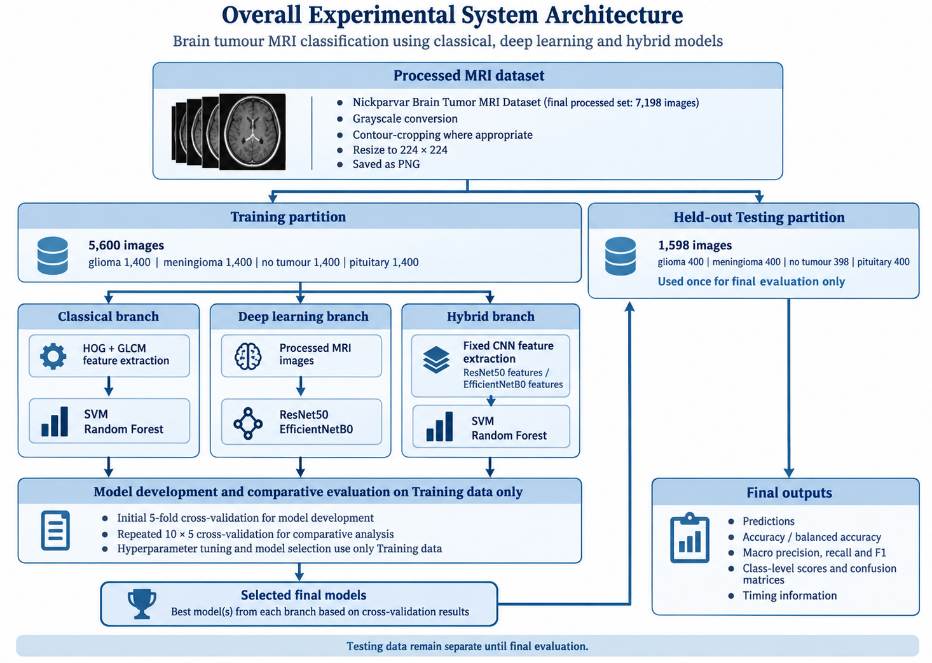 Overall Experimental System Architecture
Brain tumour MRI classification using classical, deep learning and hybrid models
Processed MRI dataset
Nickparvar Brain Tumor MRI Dataset (final processed set: 7,198 images)
Grayscale conversion
Contour-cropping where appropriate
Resize to 224 × 224
Saved as PNG
Training partition
5,600 images
glioma 1,400 | meningioma 1,400 | no tumour 1,400 | pituitary 1,400
Held-out Testing partition
1,598 images
glioma 400 | meningioma 400 | no tumour 398 | pituitary 400
Used once for final evaluation only
Classical branch
HOG + GLCM
feature extraction
SVM
Random Forest
Deep learning branch
Processed MRI
images
ResNet50
EfficientNetB0
Hybrid branch
Fixed CNN feature
extraction
ResNet50 features /
EfficientNetB0 features
SVM
Random Forest
Model development and comparative evaluation on Training data only
Initial 5-fold cross-validation for model development
Repeated 10 × 5 cross-validation for comparative analysis
Hyperparameter tuning and model selection use only Training data
Selected final models
Best model(s) from each branch based on cross-validation results
Final outputs
Predictions
Accuracy / balanced accuracy
Macro precision, recall and F1
Class-level scores and confusion
matrices
Timing information
Testing data remain separate until final evaluation.